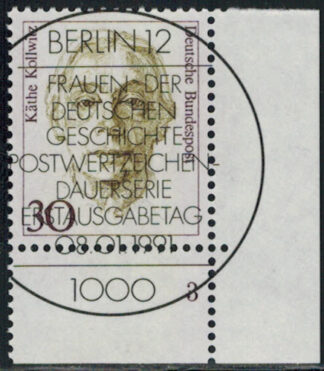 BERLIN 12
FRAUEN DER
DEUTSCHEN
GESCHICHTE
POSTWERTZEICHEN-
DAUERSERIE
ERSTAUSGABETAG
08.01.1991
1000
Käthe Kollwitz
Deutsche Bundespost
30
3